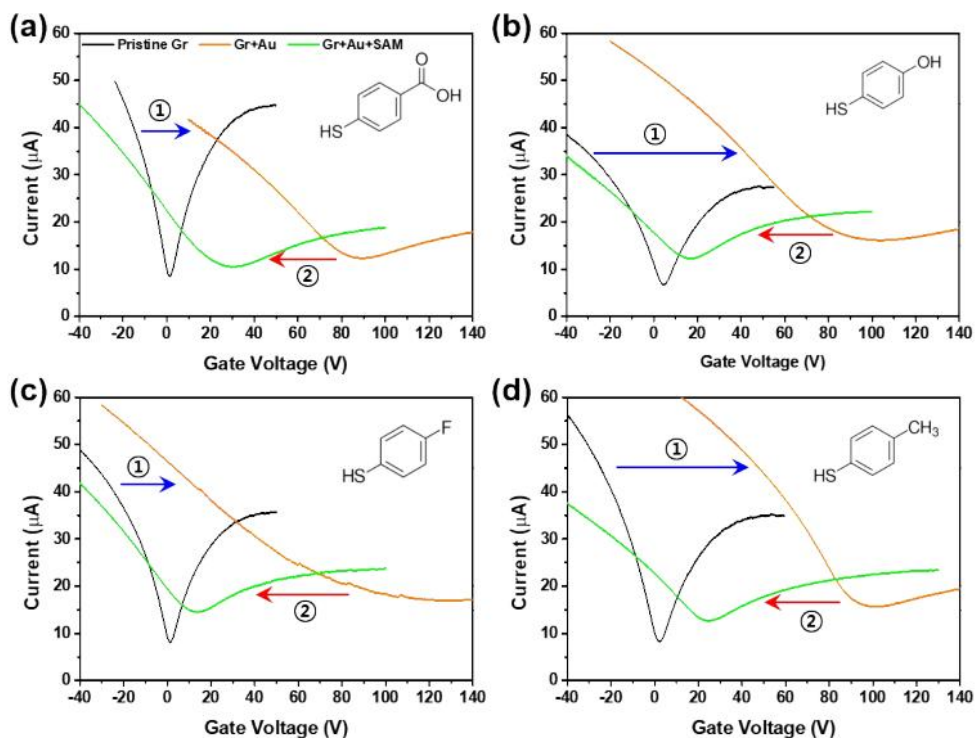 (a)
Pristine Gr Gr+Au Gr+Au+SAM
60
50
40
30
20
10
0
Current (μA)
①
②
O
OH
HS
-40 -20 0 20 40 60 80 100 120 140
Gate Voltage (V)
(b)
60
50
40
30
20
10
0
Current (μA)
①
②
OH
HS
-40 -20 0 20 40 60 80 100 120 140
Gate Voltage (V)
(c)
60
50
40
30
20
10
0
Current (μA)
①
②
F
HS
-40 -20 0 20 40 60 80 100 120 140
Gate Voltage (V)
(d)
60
50
40
30
20
10
0
Current (μA)
①
②
CH3
HS
-40 -20 0 20 40 60 80 100 120 140
Gate Voltage (V)